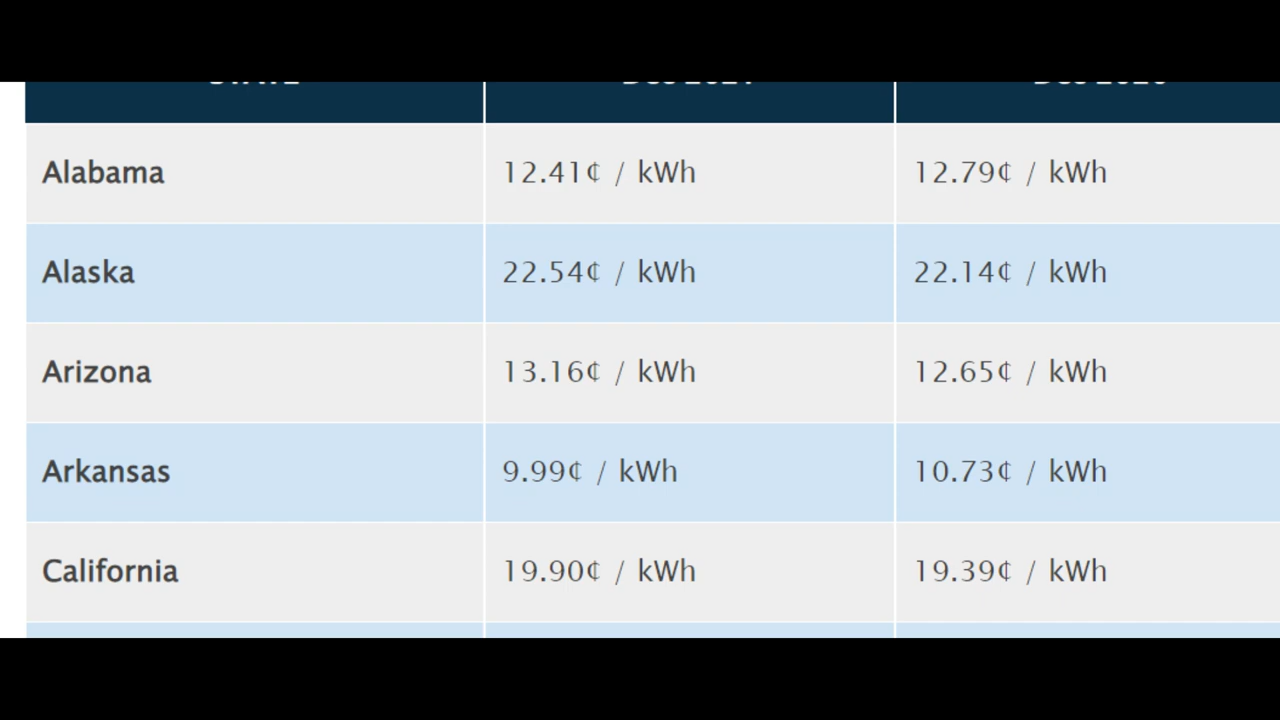 Alabama 12.41¢ / kWh 12.79¢ / kWh
Alaska 22.54¢ / kWh 22.14¢ / kWh
Arizona 13.16¢ / kWh 12.65¢ / kWh
Arkansas 9.99¢ / kWh 10.73¢ / kWh
California 19.90¢ / kWh 19.39¢ / kWh